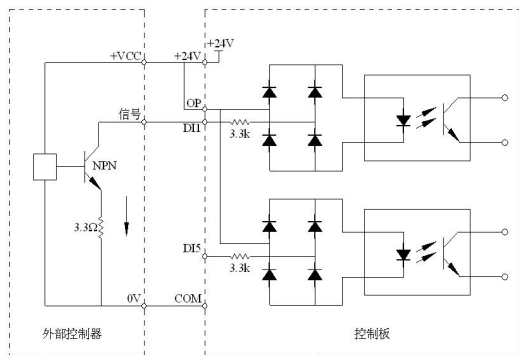 +24V
+VCC +24V
OP
信号 DI1 3.3k
NPN
3.3Ω
DI5 3.3k
0V COM
外部控制器 控制板